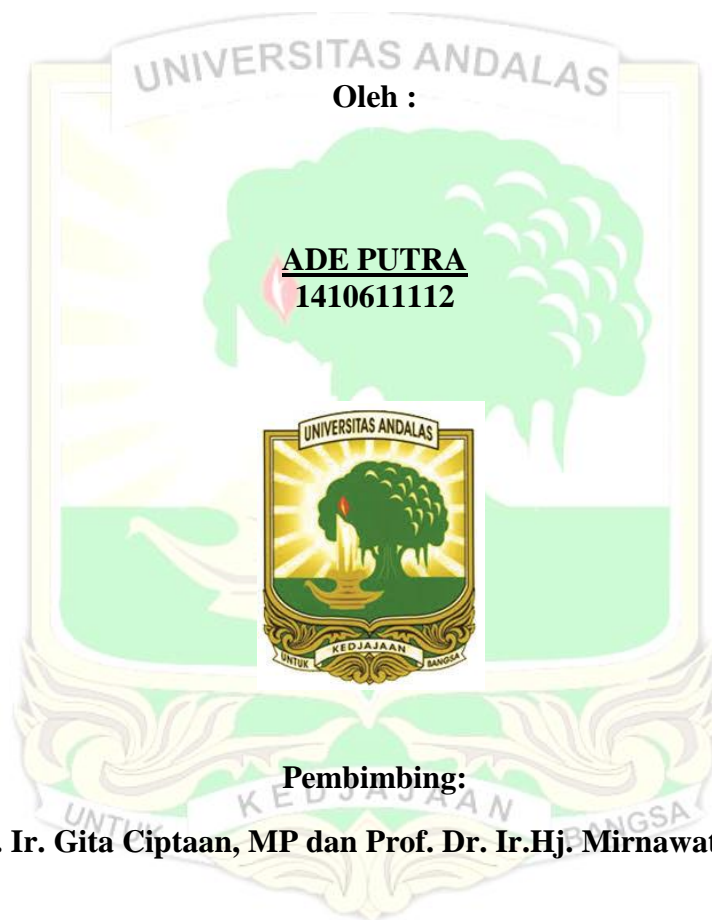 UNIVERSITAS ANDALAS
Oleh :
ADE PUTRA
1410611112
UNIVERSITAS ANDALAS
UNTUK KEDJAJAAN BANGSA
Pembimbing:
UNTUK KEDJAJAAN BANGSA
. Ir. Gita Ciptaan, MP dan Prof. Dr. Ir.Hj. Mirnawat